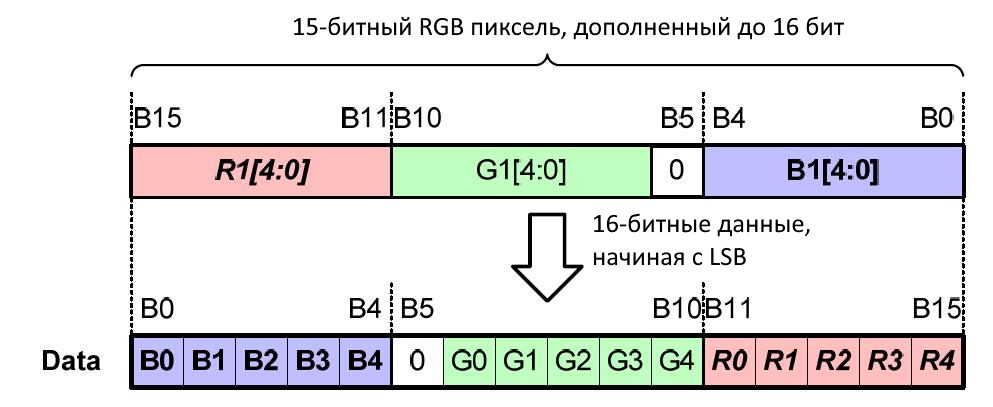 15-битный RGB пиксель, дополненный до 16 бит
B15 B11 B10 B5 B4 B0
R1[4:0] G1[4:0] 0 B1[4:0]
16-битные данные,
начиная с LSB
B0 B4 B5 B10 B11 B15
Data B0 B1 B2 B3 B4 0 G0 G1 G2 G3 G4 R0 R1 R2 R3 R4